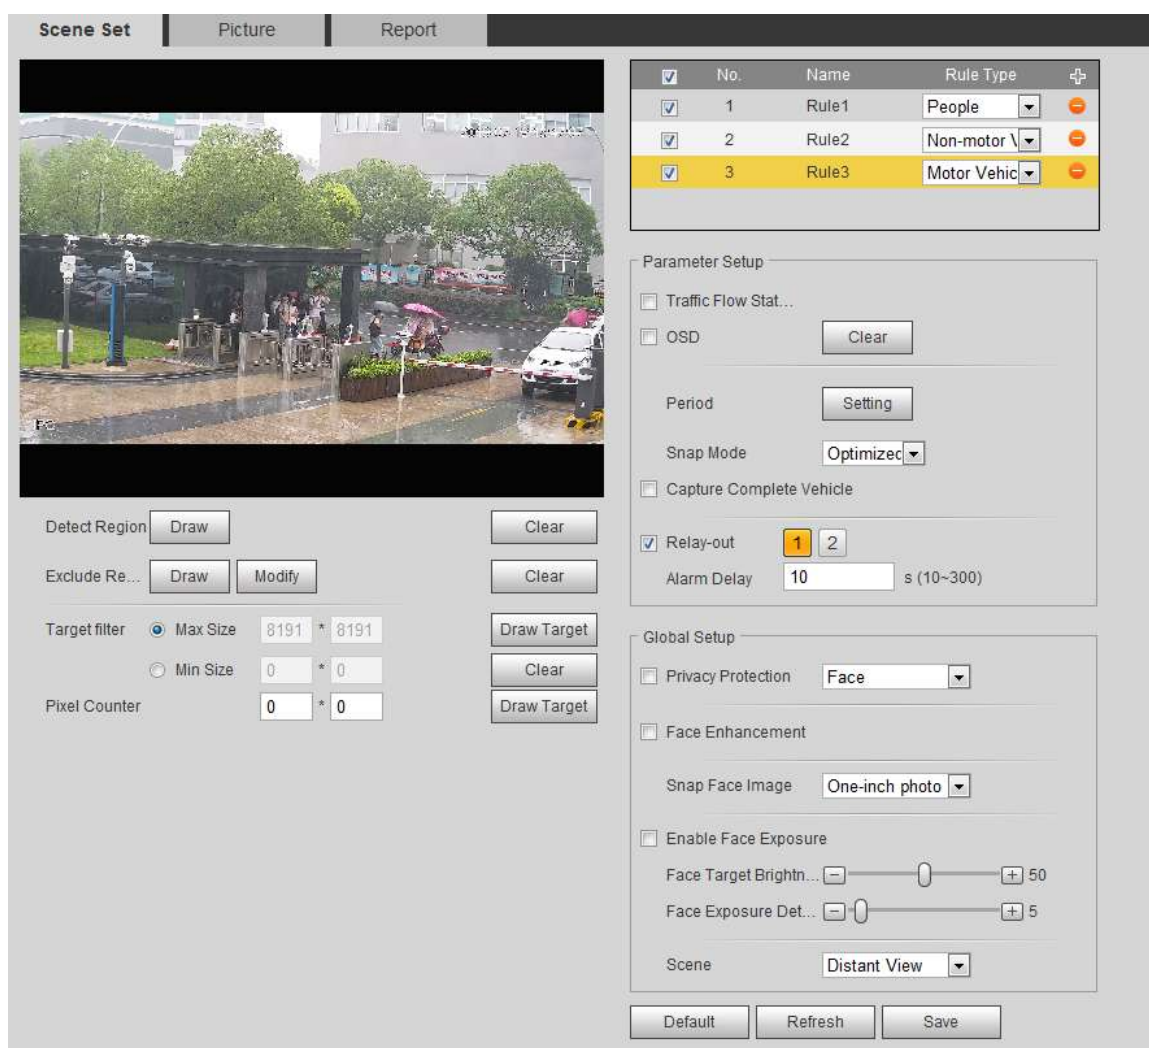 Scene Set Picture Report
No. Name Rule Type
1 Rule1 People
2 Rule2 Non-motor V
3 Rule3 Motor Vehic
Parameter Setup
Traffic Flow Stat...
OSD Clear
Period Setting
Snap Mode Optimized
Capture Complete Vehicle
Relay-out 1 2
Alarm Delay 10 s (10~300)
Detect Region Draw Clear
Exclude Re... Draw Modify Clear
Target filter Max Size 8191 * 8191 Draw Target
Min Size 0 * 0 Clear
Pixel Counter 0 * 0 Draw Target
Global Setup
Privacy Protection Face
Face Enhancement
Snap Face Image One-inch photo
Enable Face Exposure
Face Target Brightn... 50
Face Exposure Det... 5
Scene Distant View
Default Refresh Save